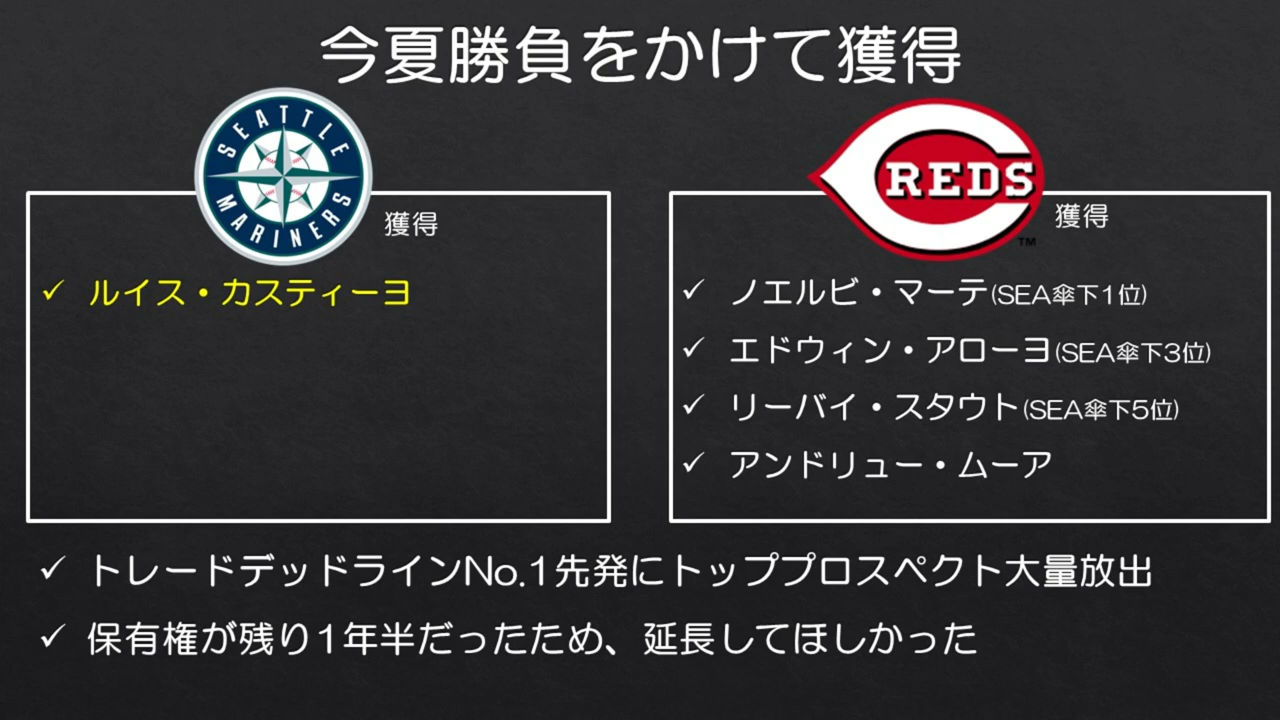 今夏勝負をかけて獲得
SEATTLE
MARINERS
獲得
✓ ルイス・カスティーヨ
REDS
TM
獲得
✓ ノエルビ・マーテ(SEA傘下1位)
✓ エドウィン・アローヨ(SEA傘下3位)
✓ リーバイ・スタウト(SEA傘下5位)
✓ アンドリュー・ムーア
✓ トレードデッドラインNo.1先発にトッププロスペクト大量放出
✓ 保有権が残り1年半だったため、延長してほしかった